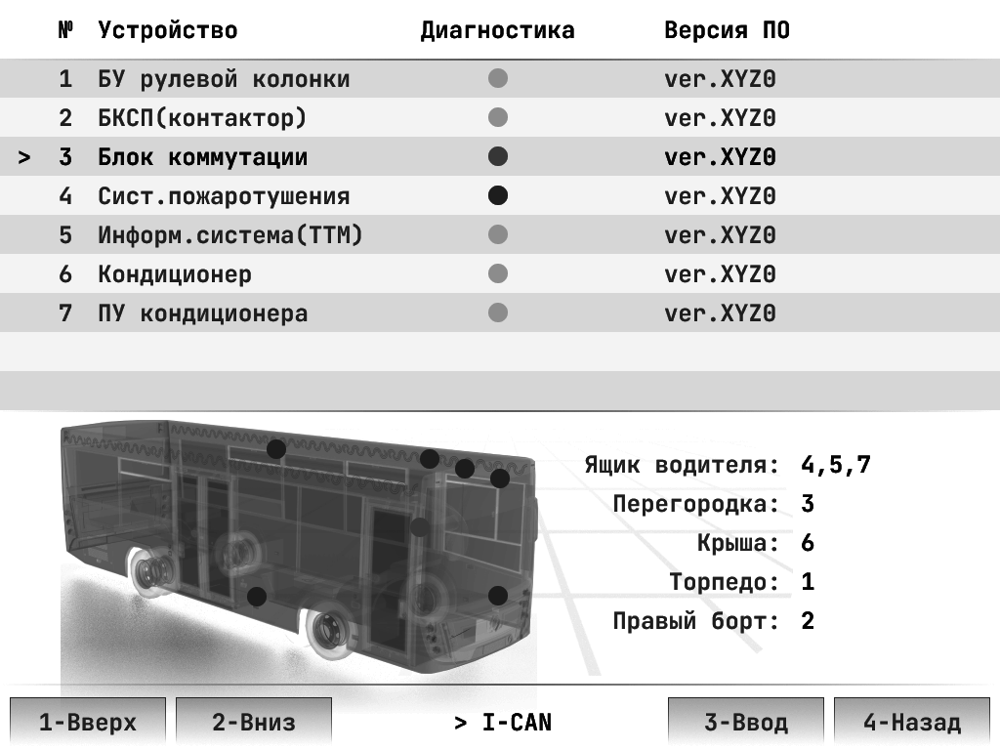 № Устройство Диагностика Версия ПО
1 БУ рулевой колонки ver.XYZ0
2 БКСП(контактор) ver.XYZ0
> 3 Блок коммутации ver.XYZ0
4 Сист.пожаротушения ver.XYZ0
5 Информ.система(ТТМ) ver.XYZ0
6 Кондиционер ver.XYZ0
7 ПУ кондиционера ver.XYZ0
Ящик водителя: 4,5,7
Перегородка: 3
Крыша: 6
Торпедо: 1
Правый борт: 2
1-Вверх 2-Вниз > I-CAN 3-Ввод 4-Назад